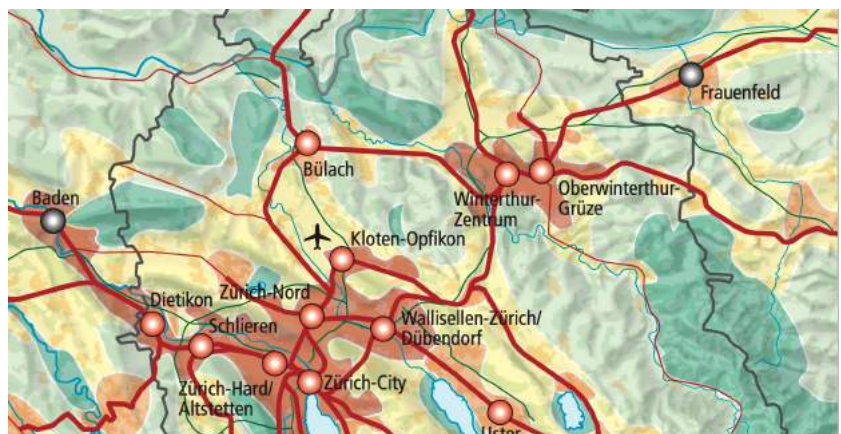 Frauenfeld
Bülach
Baden
Winterthur-
Zentrum
Oberwinterthur-
Grüze
Kloten-Opfikon
Zürich-Nord
Dietikon
Schlieren
Wallisellen-Zürich/
Dübendorf
Zürich-Hard/
Altstetten
Zürich-City
Uster